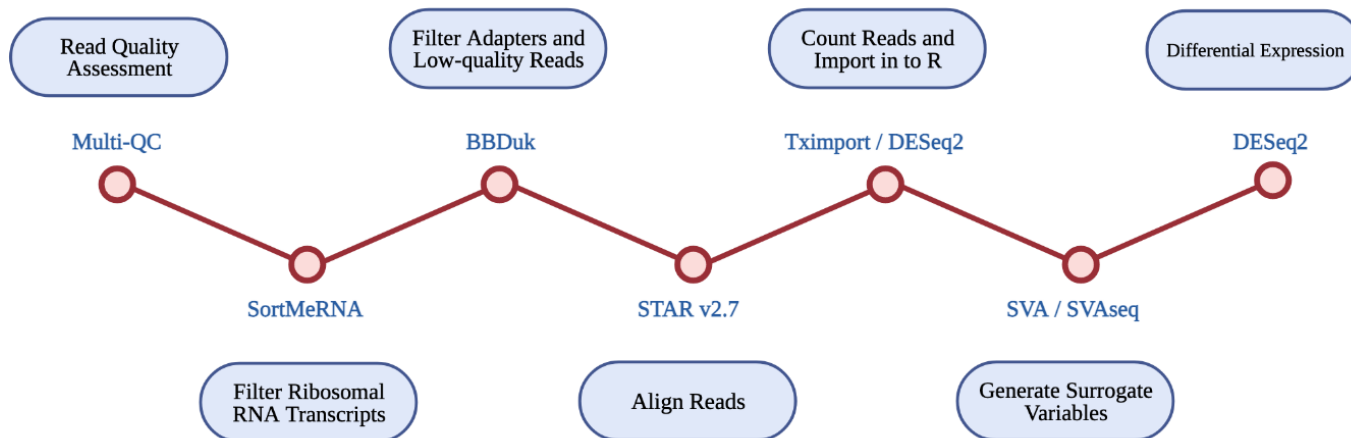 Read Quality
Assessment
Filter Adapters and
Low-quality Reads
Count Reads and
Import in to R
Differential Expression
Multi-QC
BBDuk
Tximport / DESeq2
DESeq2
SortMeRNA
STAR v2.7
SVA / SVAseq
Filter Ribosomal
RNA Transcripts
Align Reads
Generate Surrogate
Variables